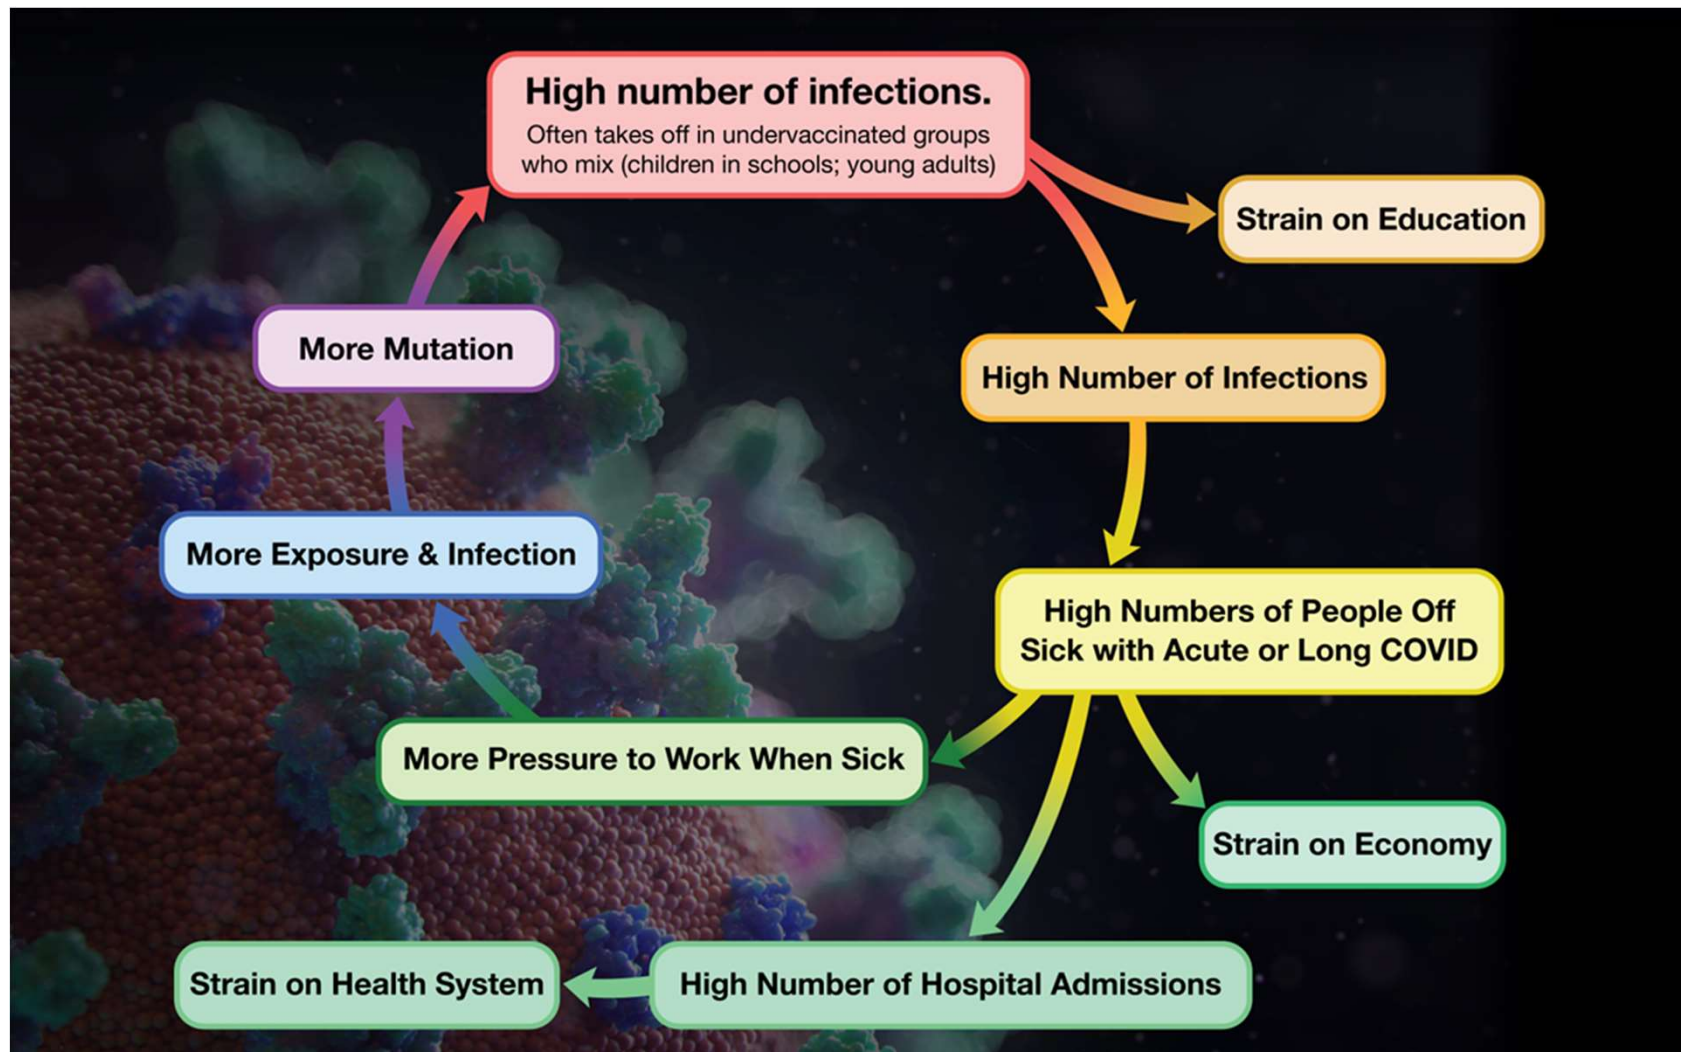 High number of infections.
Often takes off in undervaccinated groups
who mix (children in schools; young adults)
Strain on Education
More Mutation
High Number of Infections
More Exposure & Infection
High Numbers of People Off
Sick with Acute or Long COVID
More Pressure to Work When Sick
Strain on Economy
Strain on Health System
High Number of Hospital Admissions